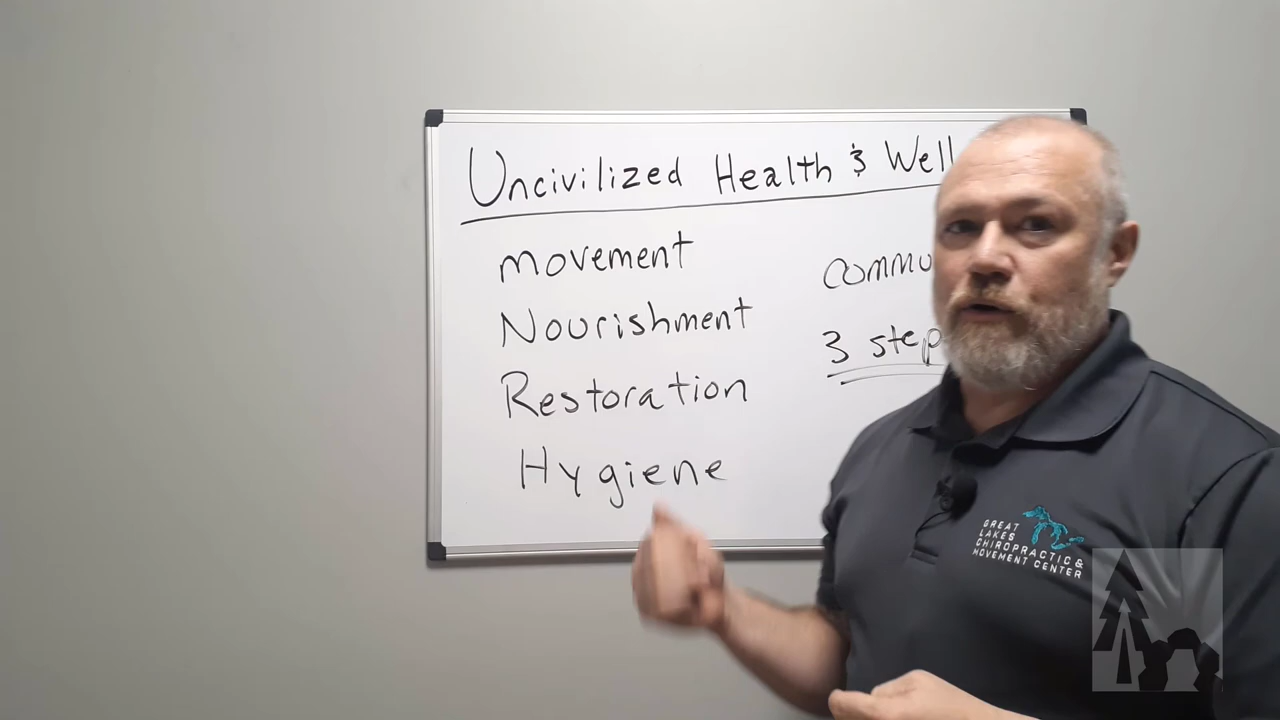 Uncivilized Health & Well
movement
Nourishment
Restoration
Hygiene
commu
3 step
GREAT
LAKES
CHIROPRACTIC &
MOVEMENT CENTER